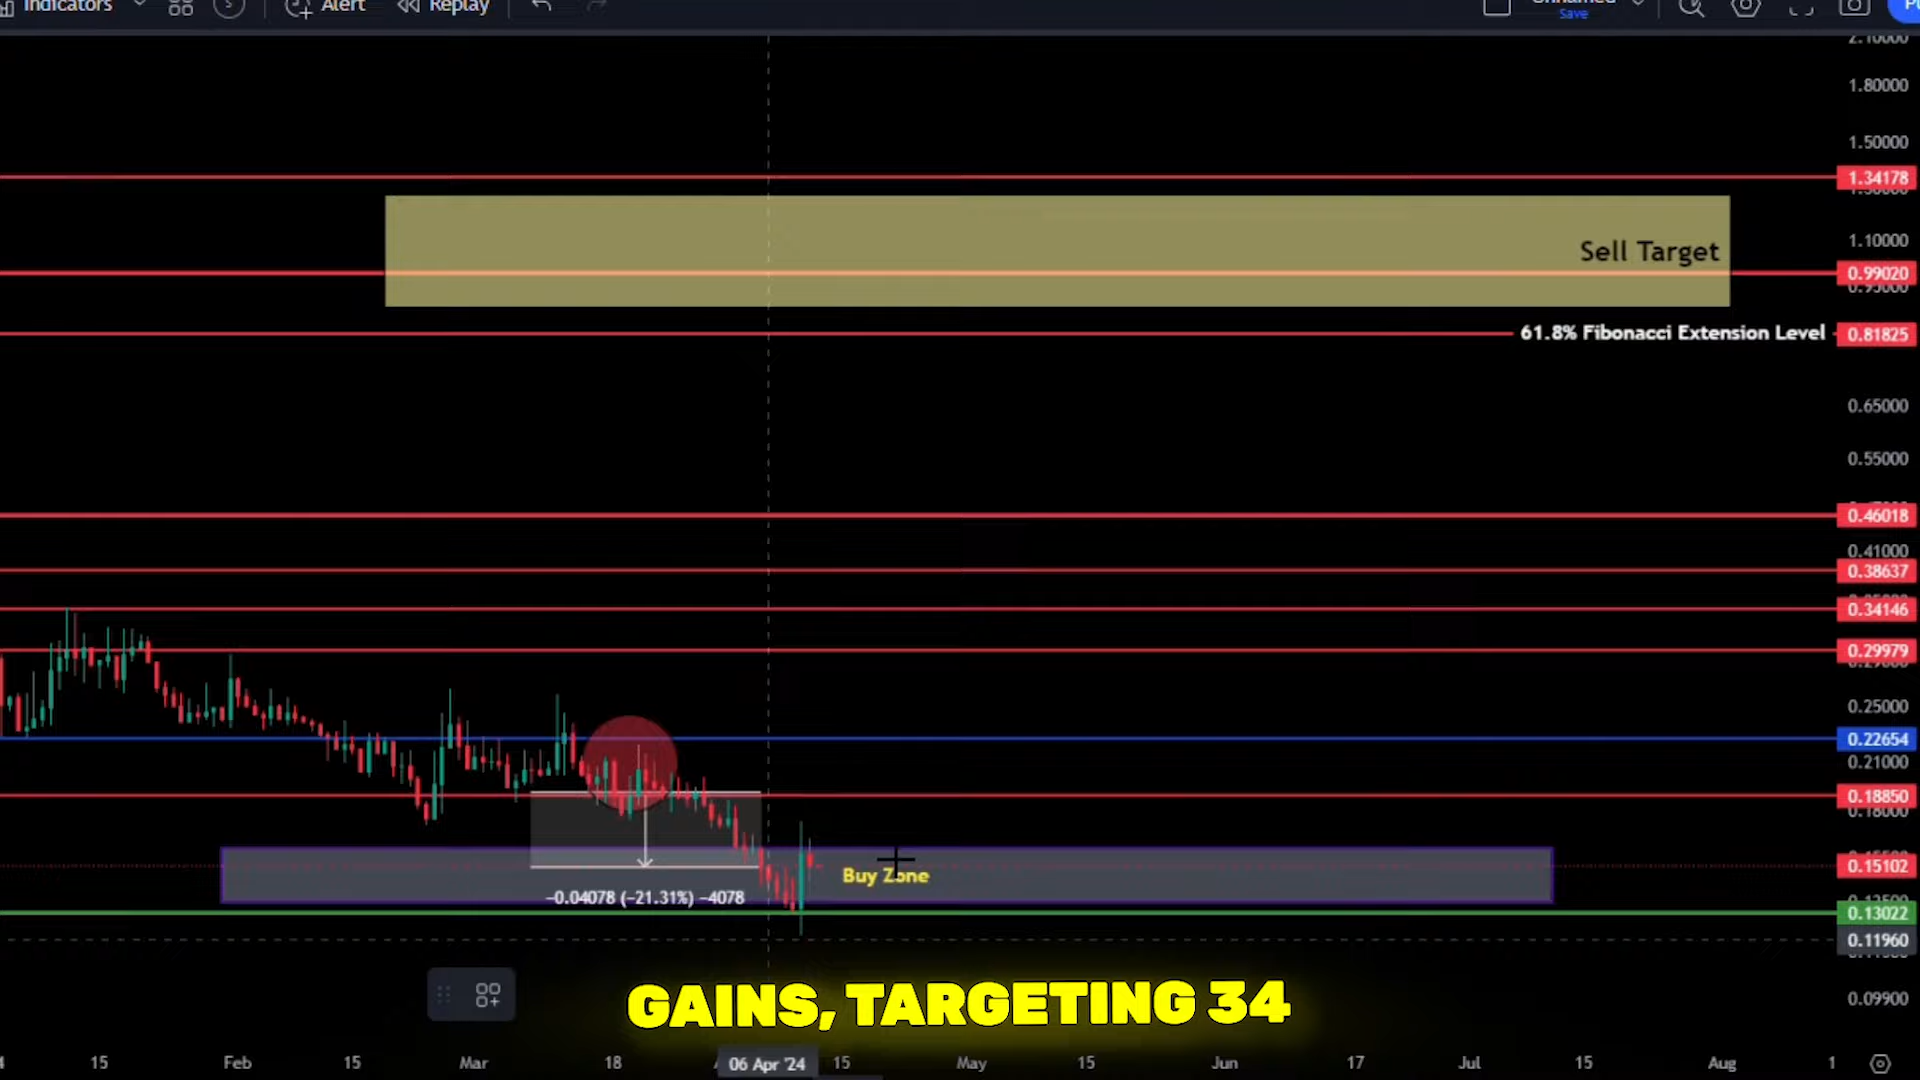 Indicators
Alert
Replay
Save
1.80000
1.50000
1.34178
Sell Target
1.10000
0.99020
61.8% Fibonacci Extension Level
0.81825
0.65000
0.55000
0.46018
0.41000
0.38637
0.34146
0.29979
0.25000
0.22654
0.21000
0.18850
0.18000
0.15102
Buy Zone
−0.04078 (−21.31%) −4078
0.13022
0.11960
GAINS, TARGETING 34
0.09900
15 Feb 15 Mar 18 06 Apr '24 15 May 15 Jun 17 Jul 15 Aug 1